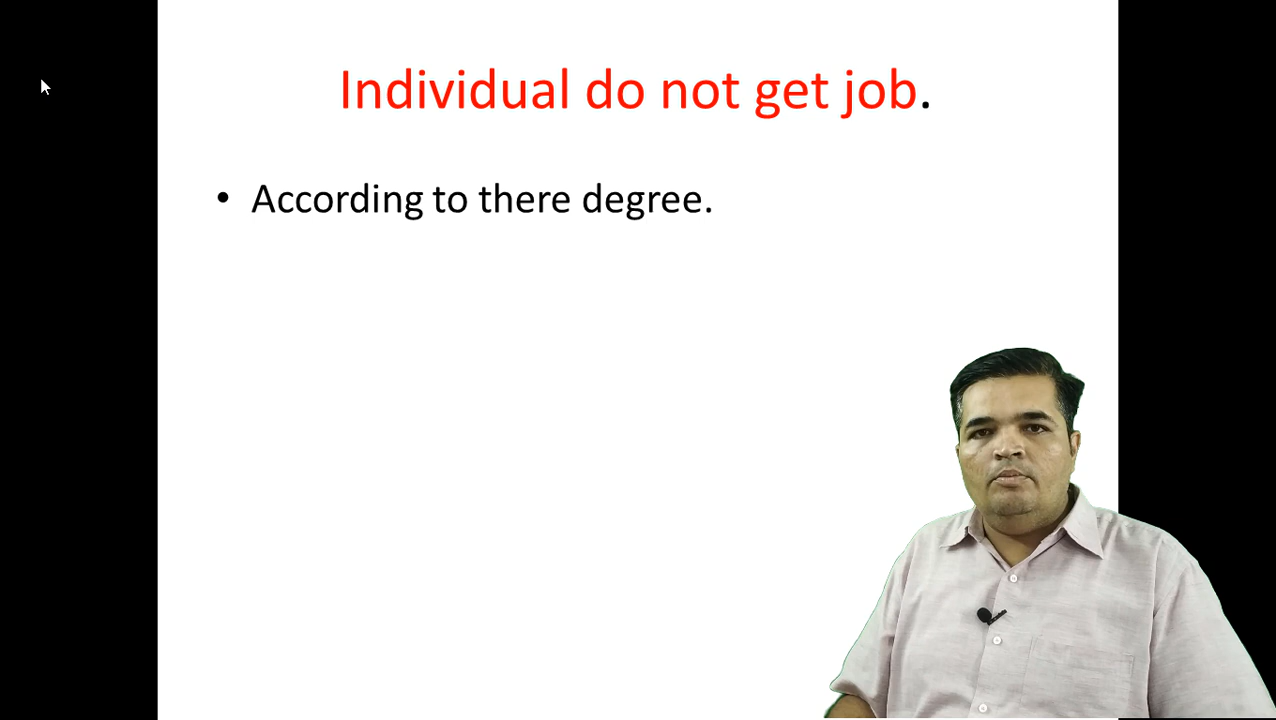 Individual do not get job.
• According to there degree.